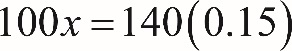 100x = 140(0.15)